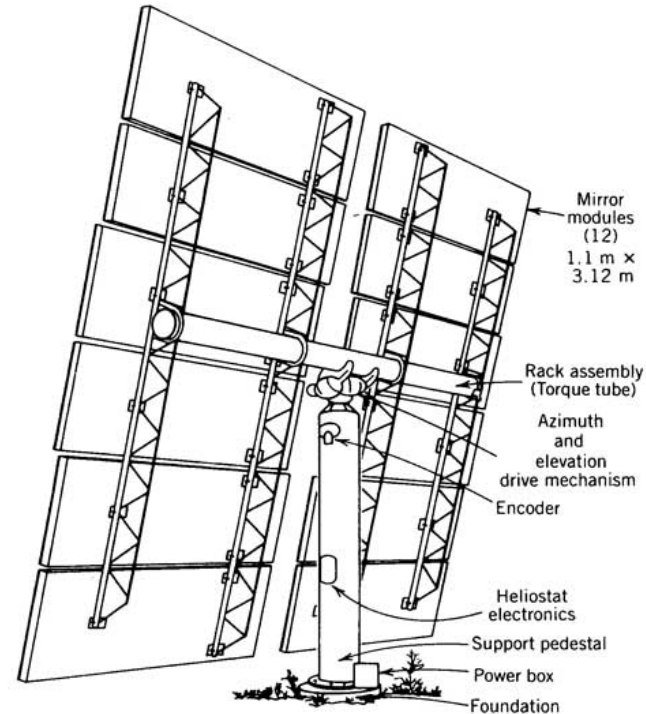 Mirror
modules
(12)
1.1 m ×
3.12 m
Rack assembly
(Torque tube)
Azimuth
and
elevation
drive mechanism
Encoder
Heliostat
electronics
Support pedestal
Power box
Foundation